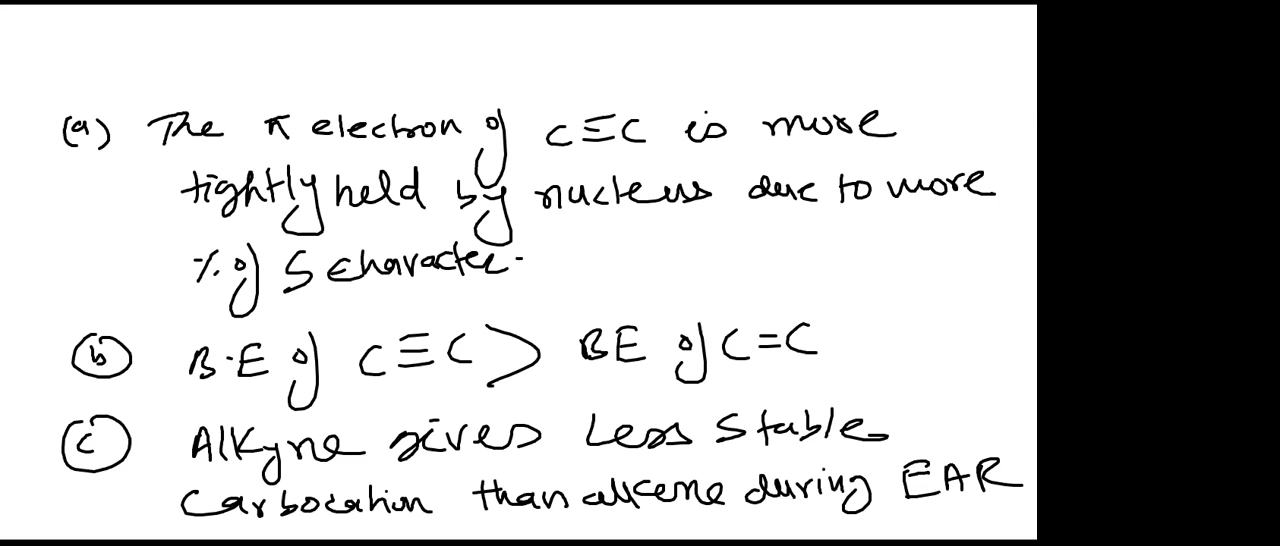 (a) The π electron of C≡C is more
tightly held by nucleus due to more
%. of S character.
(b) B.E of C≡C > BE of C=C
(c) Alkyne gives Less Stable
Carbocation than alkene during EAR